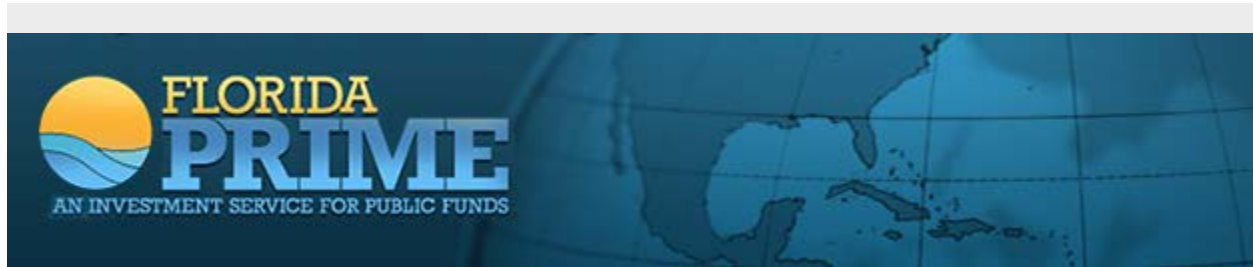 FLORIDA
PRIME
AN INVESTMENT SERVICE FOR PUBLIC FUNDS